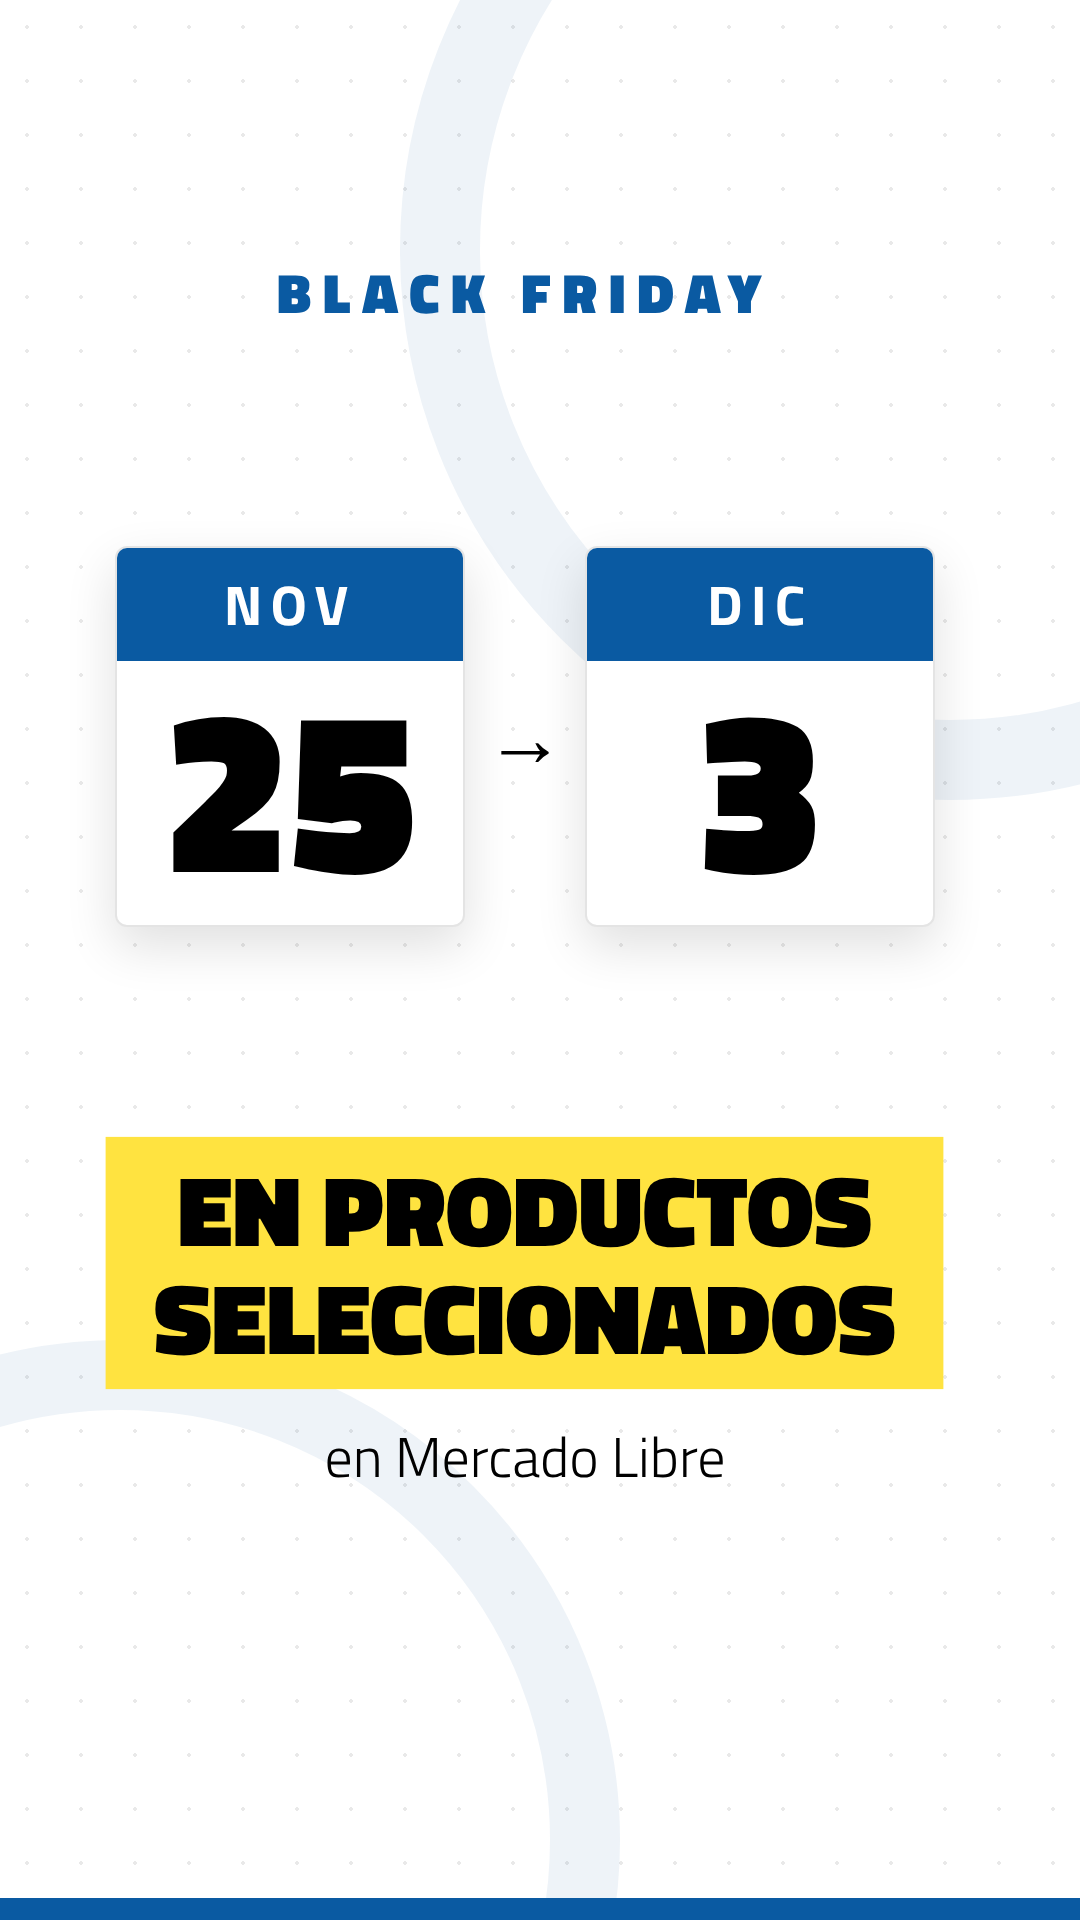 BLACK FRIDAY
NOV
25
→
DIC
3
EN PRODUCTOS
SELECCIONADOS
en Mercado Libre